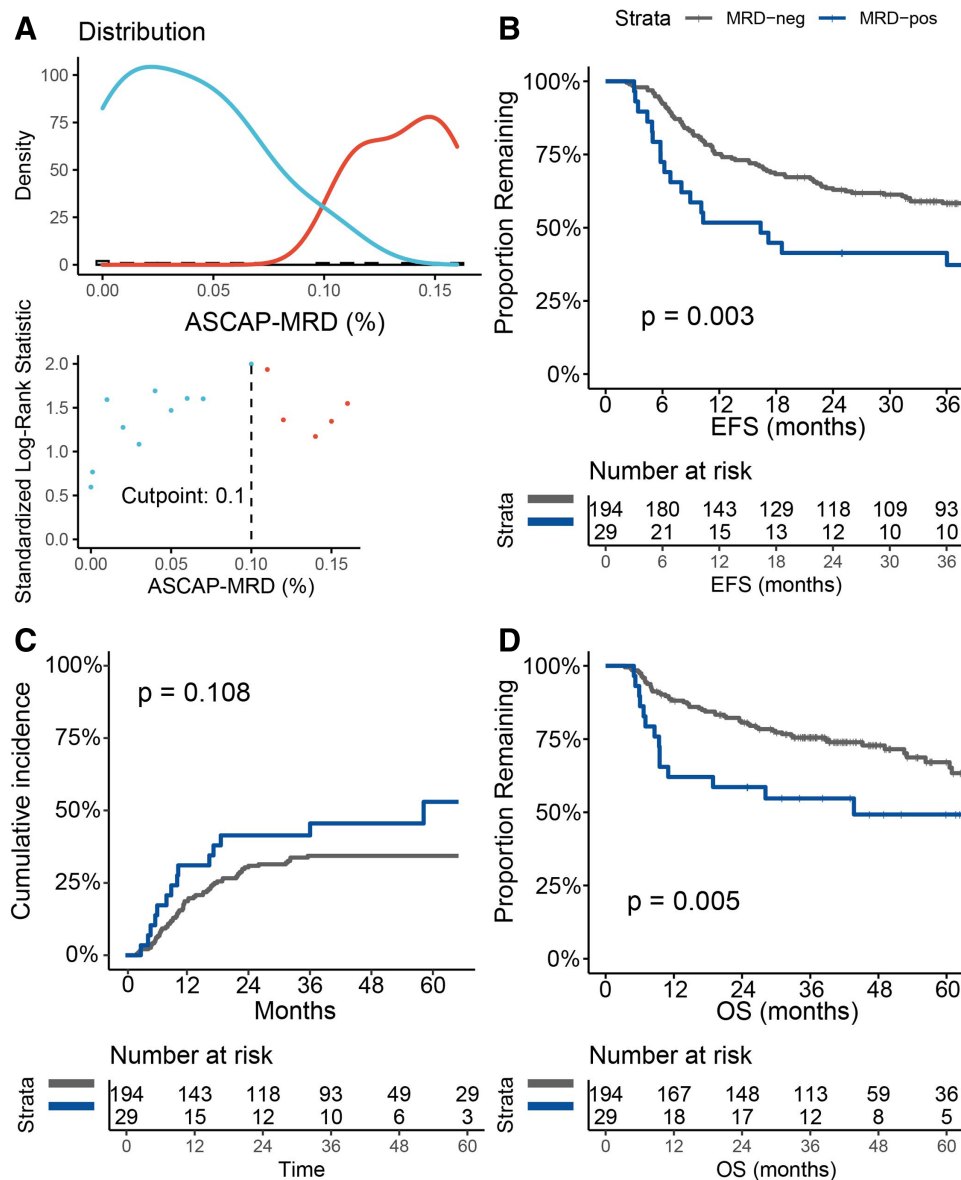 A
Distribution
100
75
50
25
0
Density
0.00 0.05 0.10 0.15
ASCAP-MRD (%)
Standardized Log-Rank Statistic
2.0
1.5
1.0
0.5
0.0
Cutpoint: 0.1
0.00 0.05 0.10 0.15
ASCAP-MRD (%)
Strata MRD-neg MRD-pos
B
Proportion Remaining
100%
75%
50%
25%
0%
p = 0.003
0 6 12 18 24 30 36
EFS (months)
Number at risk
Strata
194 180 143 129 118 109 93
29 21 15 13 12 10 10
0 6 12 18 24 30 36
EFS (months)
C
Cumulative incidence
100%
75%
50%
25%
0%
p = 0.108
0 12 24 36 48 60
Months
Number at risk
Strata
194 143 118 93 49 29
29 15 12 10 6 3
0 12 24 36 48 60
Time
D
Proportion Remaining
100%
75%
50%
25%
0%
p = 0.005
0 12 24 36 48 60
OS (months)
Number at risk
Strata
194 167 148 113 59 36
29 18 17 12 8 5
0 12 24 36 48 60
OS (months)